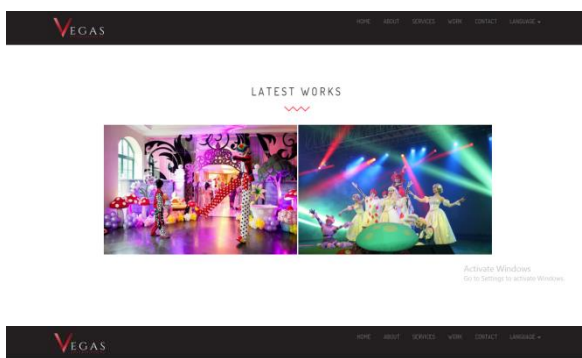 VEGAS
HOME ABOUT SERVICES WORK CONTACT LANGUAGE
LATEST WORKS
Activate Windows
Go to Settings to activate Windows.
VEGAS
HOME ABOUT SERVICES WORK CONTACT LANGUAGE